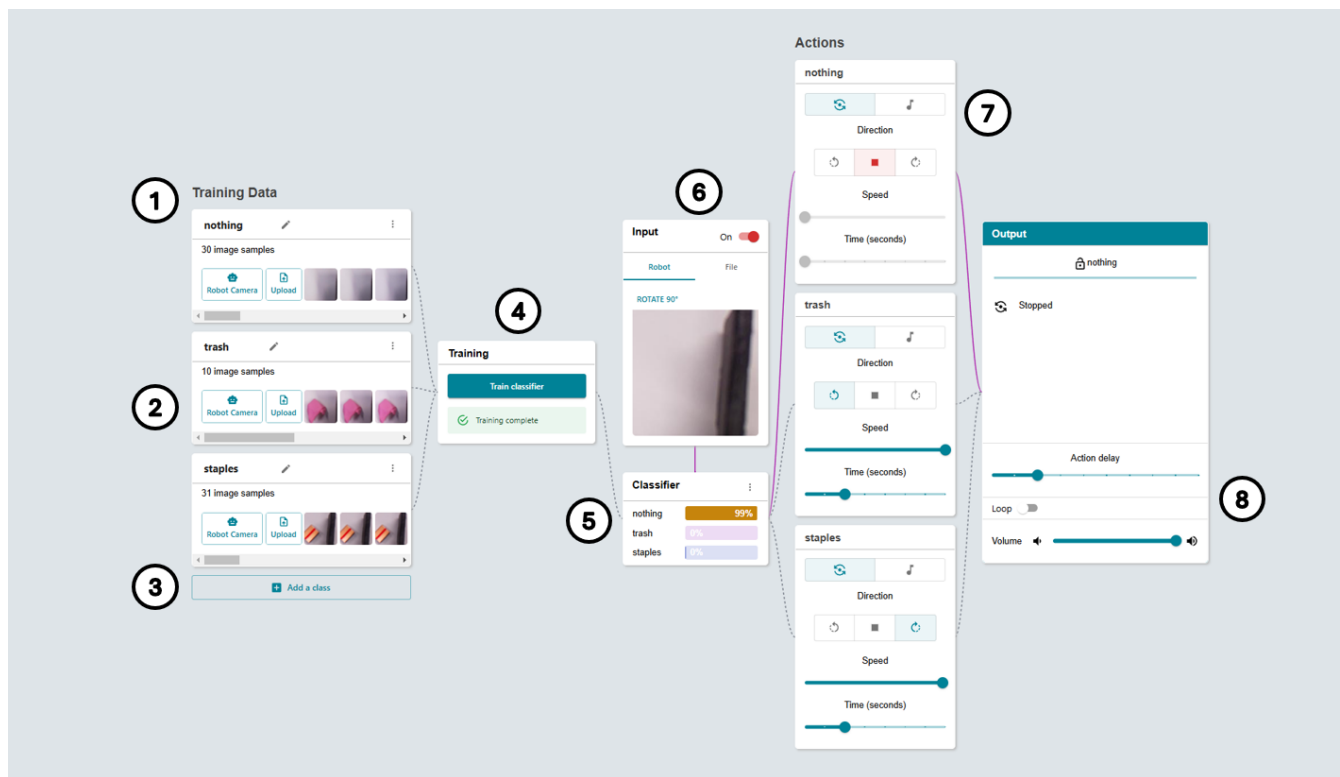 1
Training Data
nothing
30 image samples
Robot Camera
Upload
2
trash
10 image samples
Robot Camera
Upload
staples
31 image samples
Robot Camera
Upload
3
Add a class
4
Training
Train classifier
Training complete
6
Input
On
Robot
File
ROTATE 90°
5
Classifier
nothing 99%
trash 0%
staples 0%
Actions
7
nothing
Direction
Speed
Time (seconds)
trash
Direction
Speed
Time (seconds)
staples
Direction
Speed
Time (seconds)
Output
nothing
Stopped
Action delay
8
Loop
Volume